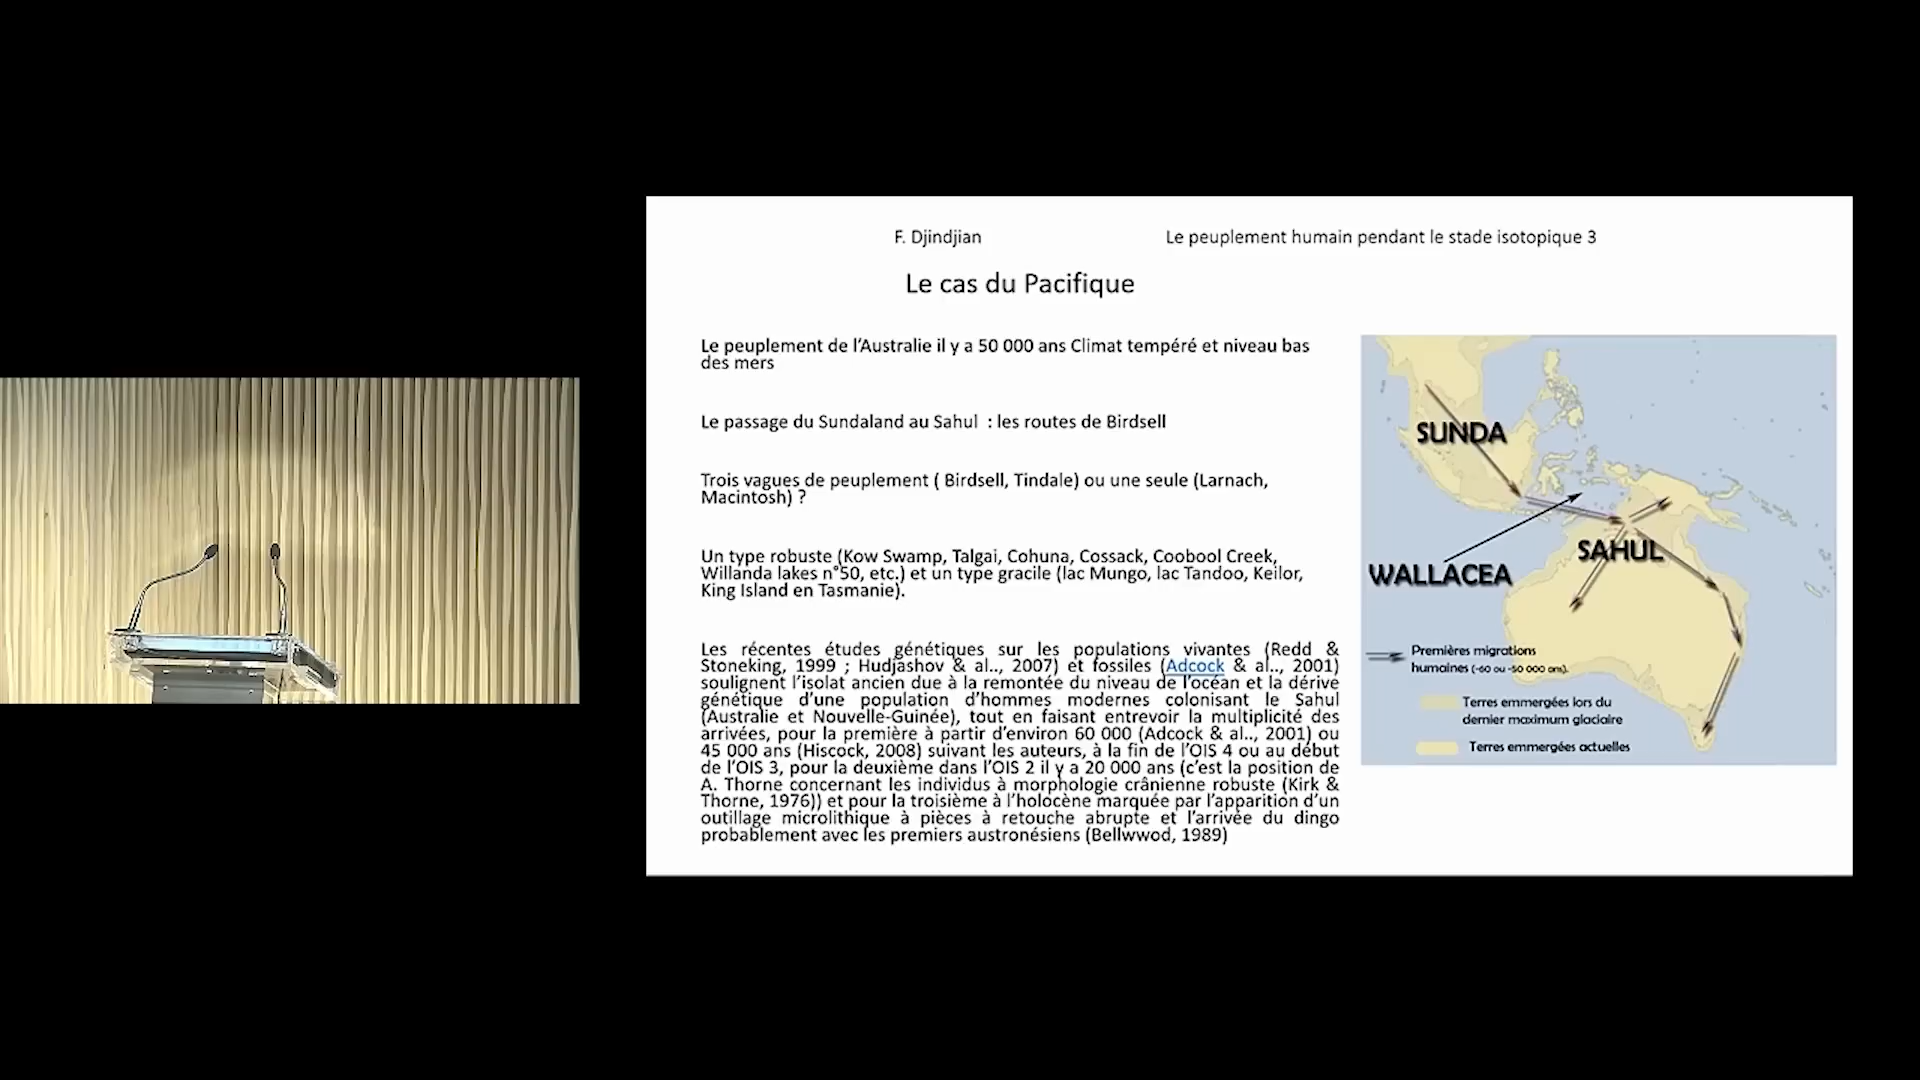 F. Djindjian
Le peuplement humain pendant le stade isotopique 3
Le cas du Pacifique
Le peuplement de l'Australie il y a 50 000 ans Climat tempéré et niveau bas
des mers
Le passage du Sundaland au Sahul : les routes de Birdsell
Trois vagues de peuplement ( Birdsell, Tindale) ou une seule (Larnach,
Macintosh) ?
Un type robuste (Kow Swamp, Talgai, Cohuna, Cossack, Coobool Creek,
Willanda lakes n°50, etc.) et un type gracile (lac Mungo, lac Tandoo, Keilor,
King Island en Tasmanie).
Les récentes études génétiques sur les populations vivantes (Redd &
Stoneking, 1999 ; Hudjashov & al.., 2007) et fossiles (Adcock & al.., 2001)
soulignent l'isolat ancien due à la remontée du niveau de l'océan et la dérive
génétique d'une population d'hommes modernes colonisant le Sahul
(Australie et Nouvelle-Guinée), tout en faisant entrevoir la multiplicité des
arrivées, pour la première à partir d'environ 60 000 (Adcock & al.., 2001) ou
45 000 ans (Hiscock, 2008) suivant les auteurs, à la fin de l'OIS 4 ou au début
de l'OIS 3, pour la deuxième dans l'OIS 2 il y a 20 000 ans (c'est la position de
A. Thorne concernant les individus à morphologie crânienne robuste (Kirk &
Thorne, 1976)) et pour la troisième à l'holocène marquée par l'apparition d'un
outillage microlithique à pièces à retouche abrupte et l'arrivée du dingo
probablement avec les premiers austronésiens (Bellwwod, 1989)
SUNDA
SAHUL
WALLACEA
Premières migrations
humaines (-60 ou -50 000 ans).
Terres emmergées lors du
dernier maximum glaciaire
Terres emmergées actuelles